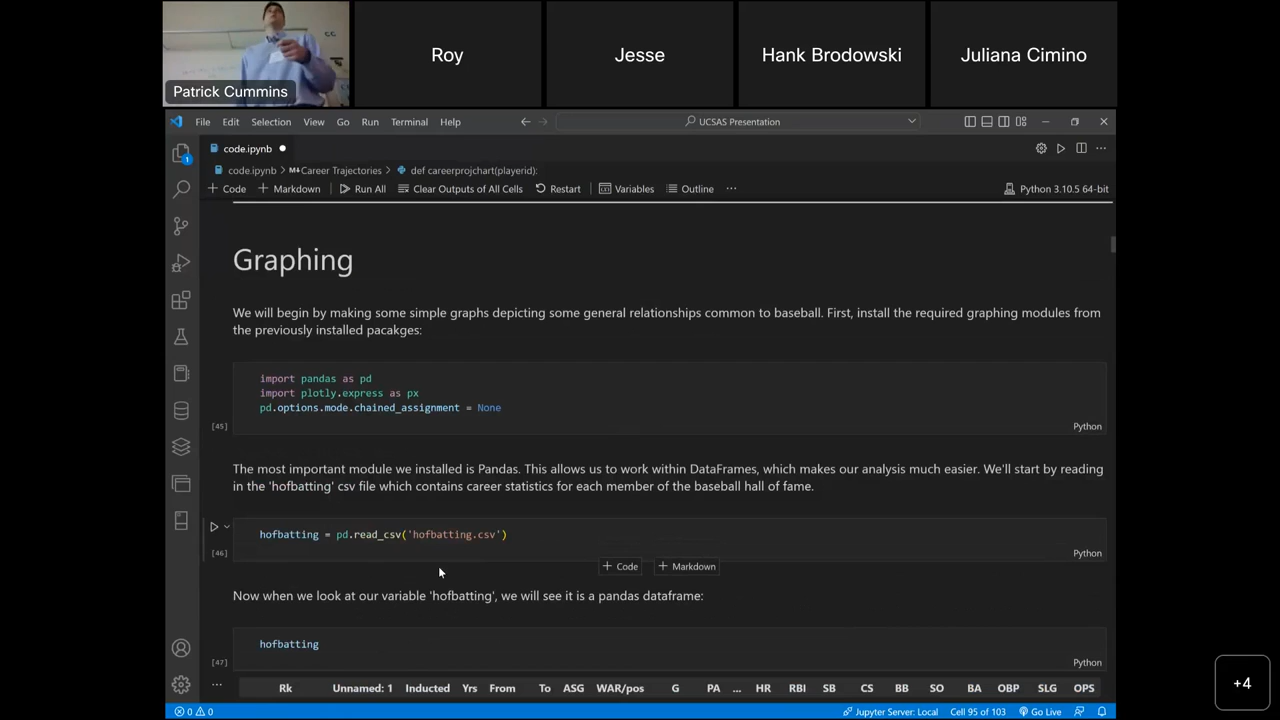 Patrick Cummins
Roy
Jesse
Hank Brodowski
Juliana Cimino
File Edit Selection View Go Run Terminal Help
UCSAS Presentation
code.ipynb
code.ipynb > M↓Career Trajectories > def careerprojchart(playerid):
+ Code + Markdown Run All Clear Outputs of All Cells Restart Variables Outline ... Python 3.10.5 64-bit
Graphing
We will begin by making some simple graphs depicting some general relationships common to baseball. First, install the required graphing modules from
the previously installed pacakges:
import pandas as pd
import plotly.express as px
pd.options.mode.chained_assignment = None
[45] Python
The most important module we installed is Pandas. This allows us to work within DataFrames, which makes our analysis much easier. We'll start by reading
in the 'hofbatting' csv file which contains career statistics for each member of the baseball hall of fame.
hofbatting = pd.read_csv('hofbatting.csv')
[46] Python
+ Code + Markdown
Now when we look at our variable 'hofbatting', we will see it is a pandas dataframe:
hofbatting
[47] Python
... Rk Unnamed: 1 Inducted Yrs From To ASG WAR/pos G PA ... HR RBI SB CS BB SO BA OBP SLG OPS
0 0 Jupyter Server: Local Cell 95 of 103 Go Live
1
+4